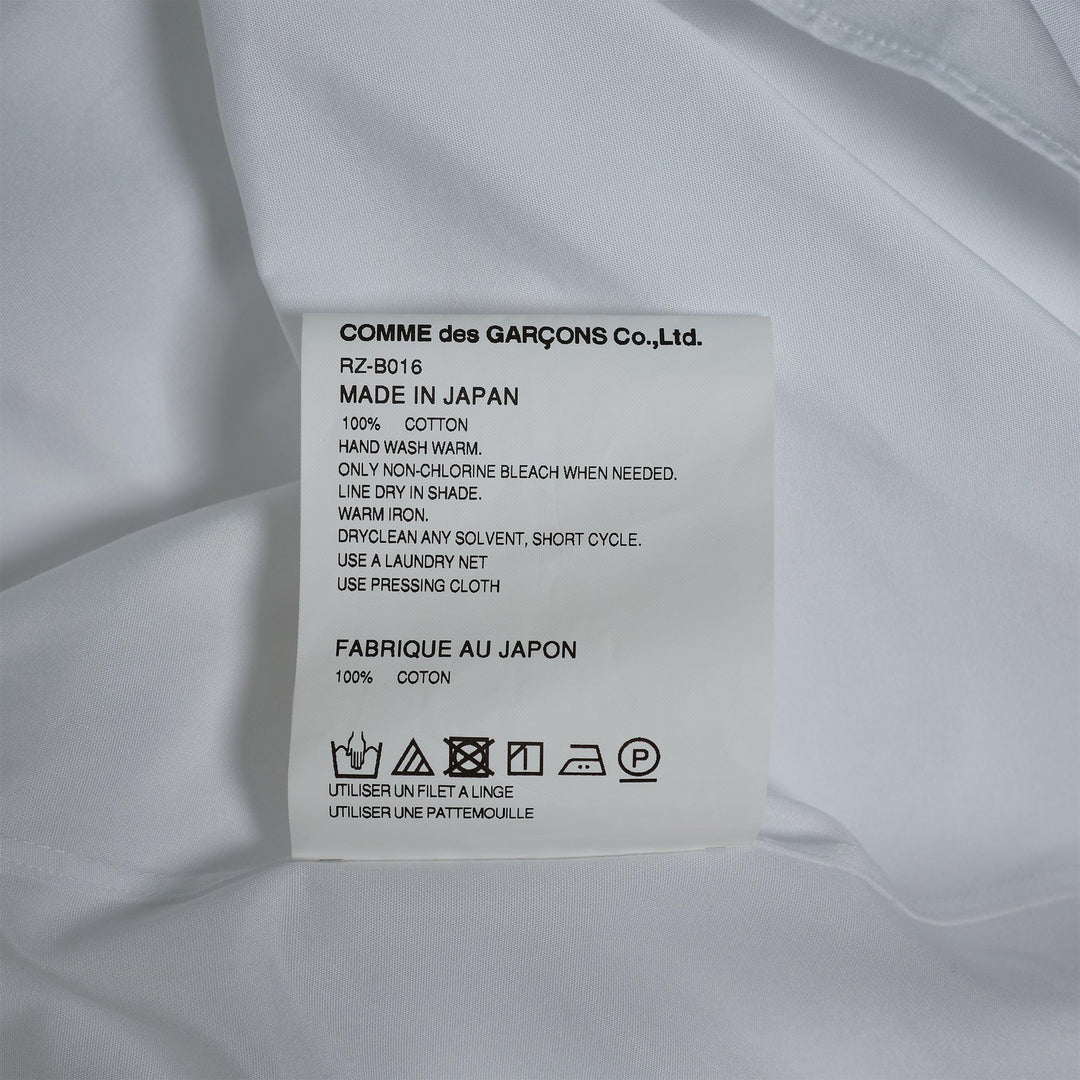 COMME des GARÇONS Co.,Ltd.
RZ-B016
MADE IN JAPAN
100% COTTON
HAND WASH WARM.
ONLY NON-CHLORINE BLEACH WHEN NEEDED.
LINE DRY IN SHADE.
WARM IRON.
DRYCLEAN ANY SOLVENT, SHORT CYCLE.
USE A LAUNDRY NET
USE PRESSING CLOTH
FABRIQUE AU JAPON
100% COTON
P
UTILISER UN FILET A LINGE
UTILISER UNE PATTEMOUILLE